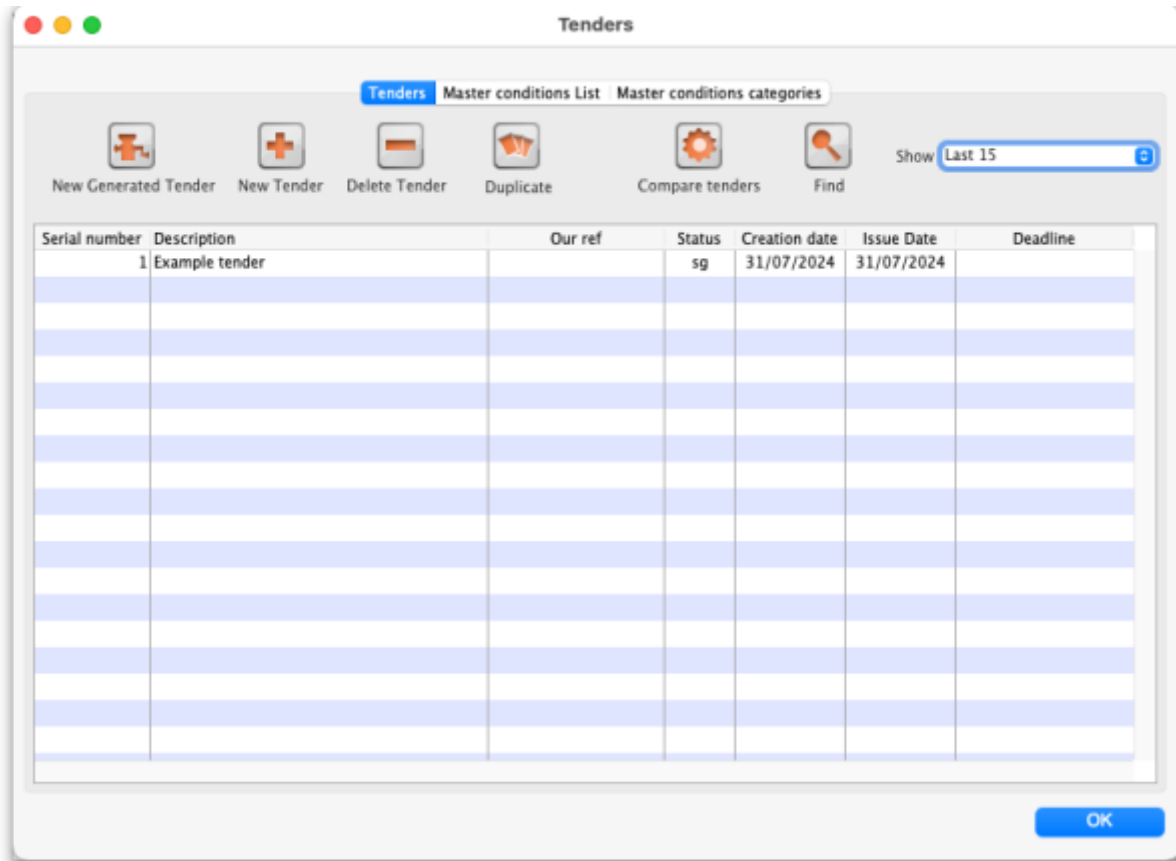 Tenders
Tenders Master conditions List Master conditions categories
New Generated Tender New Tender Delete Tender Duplicate Compare tenders Find Show Last 15
Serial number Description Our ref Status Creation date Issue Date Deadline
1 Example tender sg 31/07/2024 31/07/2024
OK